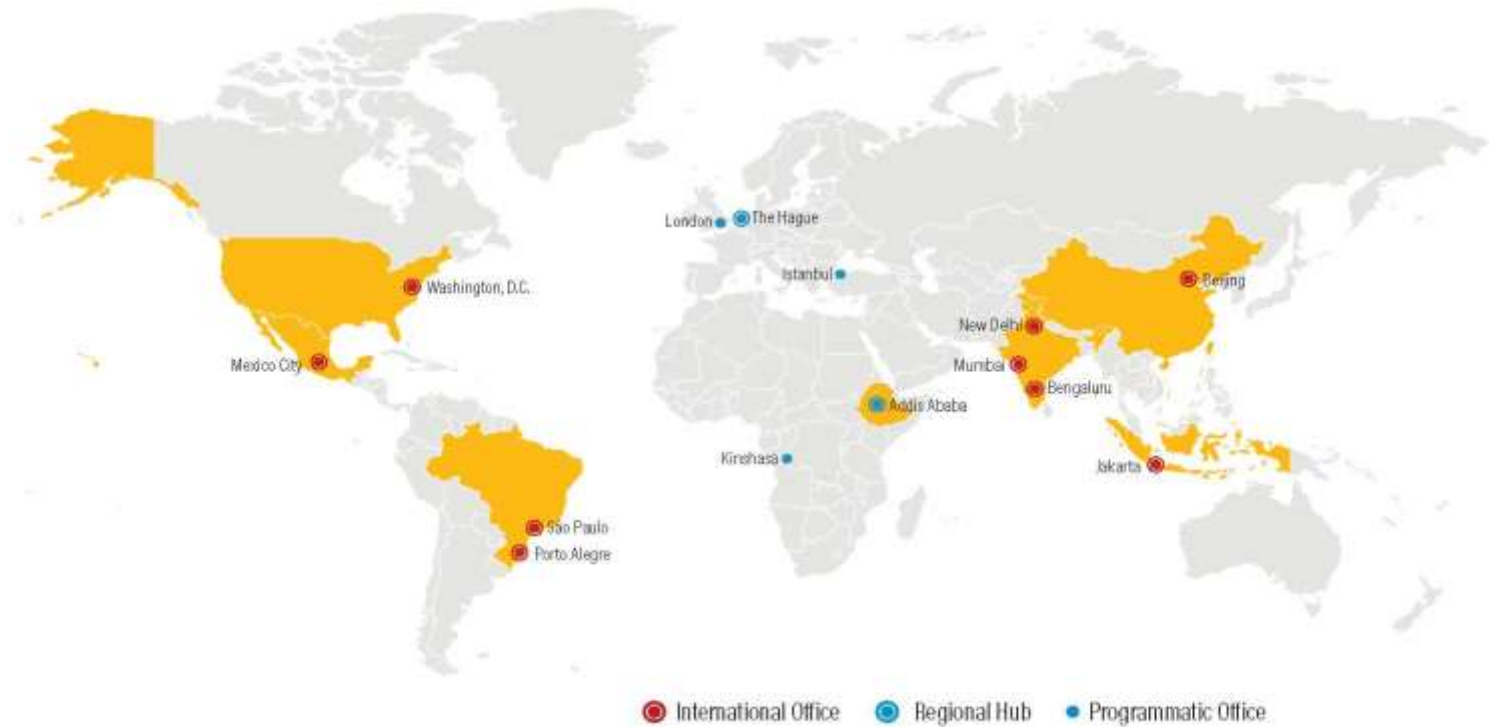 London
The Hague
Istanbul
Washington, D.C.
Beijing
New Delhi
Mexico City
Mumbai
Bengaluru
Addis Ababa
Kinshasa
Jakarta
São Paulo
Porto Alegre
International Office
Regional Hub
Programmatic Office